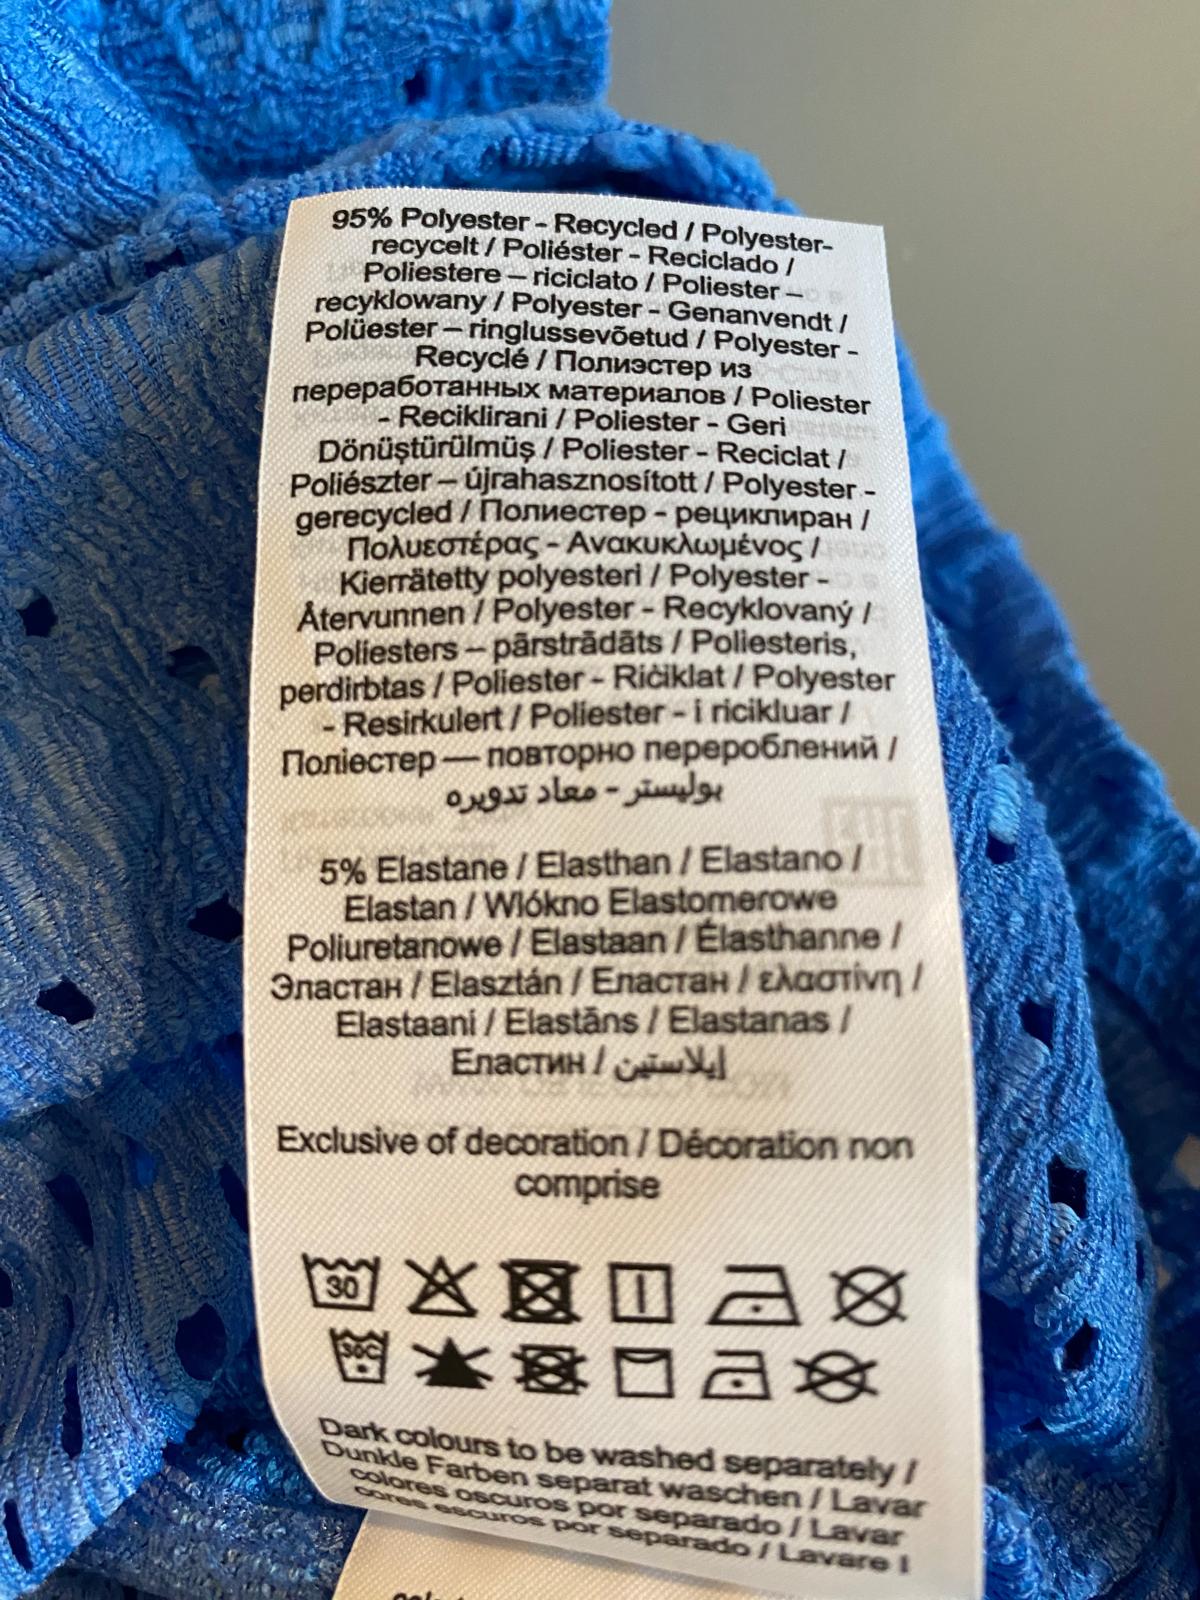 95% Polyester - Recycled / Polyester-
recycelt / Poliéster - Reciclado /
Poliestere – riciclato / Poliester –
recyklowany / Polyester - Genanvendt /
Polüester – ringlussevõetud / Polyester -
Recyclé / Полиэстер из
переработанных материалов / Poliester
- Reciklirani / Poliester - Geri
Dönüştürülmüş / Poliester - Reciclat /
Poliészter – újrahasznosított / Polyester -
gerecycled / Полиестер - рециклиран /
Πολυεστέρας - Ανακυκλωμένος /
Kierrätetty polyesteri / Polyester -
Återvunnen / Polyester - Recyklovaný /
Poliesters – pārstrādāts / Poliesteris,
perdirbtas / Poliester - Riċiklat / Polyester
- Resirkulert / Poliester - i ricikluar /
Поліестер — повторно перероблений /
بوليستر - معاد تدويره
5% Elastane / Elasthan / Elastano /
Elastan / Wlókno Elastomerowe
Poliuretanowe / Elastaan / Élasthanne /
Эластан / Elasztán / Еластан / ελαστίνη /
Elastaani / Elastāns / Elastanas /
Еластин / إيلاستين
Exclusive of decoration / Décoration non
comprise
30
30C
Dark colours to be washed separately /
Dunkle Farben separat waschen / Lavar
colores oscuros por separado / Lavar
cores escuros por separado / Lavare i